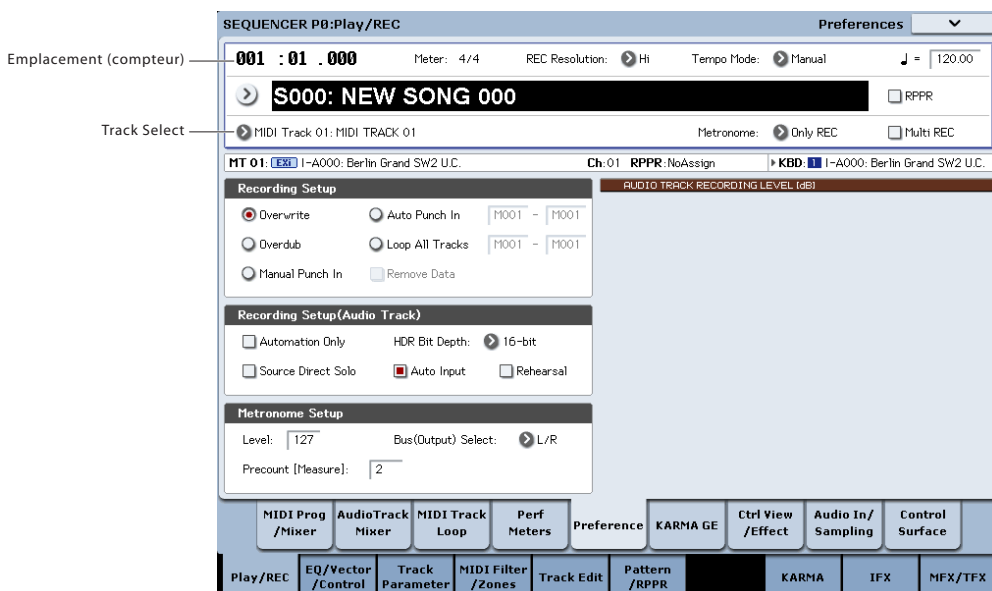 SEQUENCER P0:Play/REC Preferences
Emplacement (compteur) 001 :01 .000 Meter: 4/4 REC Resolution: Hi Tempo Mode: Manual ♩ = 120.00
S000: NEW SONG 000 RPPR
Track Select MIDI Track 01: MIDI TRACK 01 Metronome: Only REC Multi REC
MT 01: EXi I-A000: Berlin Grand SW2 U.C. Ch:01 RPPR:NoAssign KBD: 1 I-A000: Berlin Grand SW2 U.C.
Recording Setup
Overwrite Auto Punch In M001 - M001
Overdub Loop All Tracks M001 - M001
Manual Punch In Remove Data
AUDIO TRACK RECORDING LEVEL [dB]
Recording Setup(Audio Track)
Automation Only HDR Bit Depth: 16-bit
Source Direct Solo Auto Input Rehearsal
Metronome Setup
Level: 127 Bus(Output) Select: L/R
Precount [Measure]: 2
MIDI Prog /Mixer AudioTrack Mixer MIDI Track Loop Perf Meters Preference KARMA GE Ctrl View /Effect Audio In/ Sampling Control Surface
Play/REC EQ/Vector /Control Track Parameter MIDI Filter /Zones Track Edit Pattern /RPPR KARMA IFX MFX/TFX